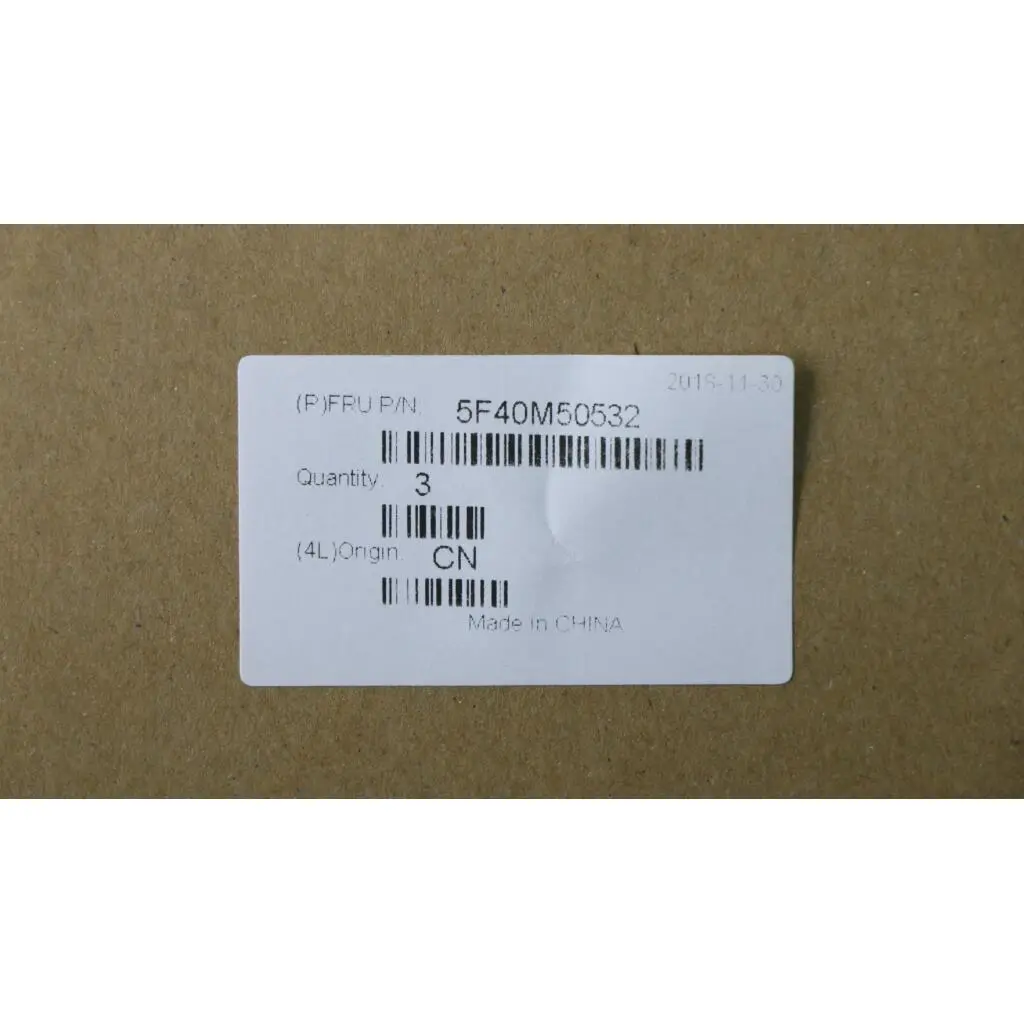 2018-11-30
(P)FRU P/N: 5F40M50532
Quantity: 3
(4L)Origin: CN
Made in CHINA